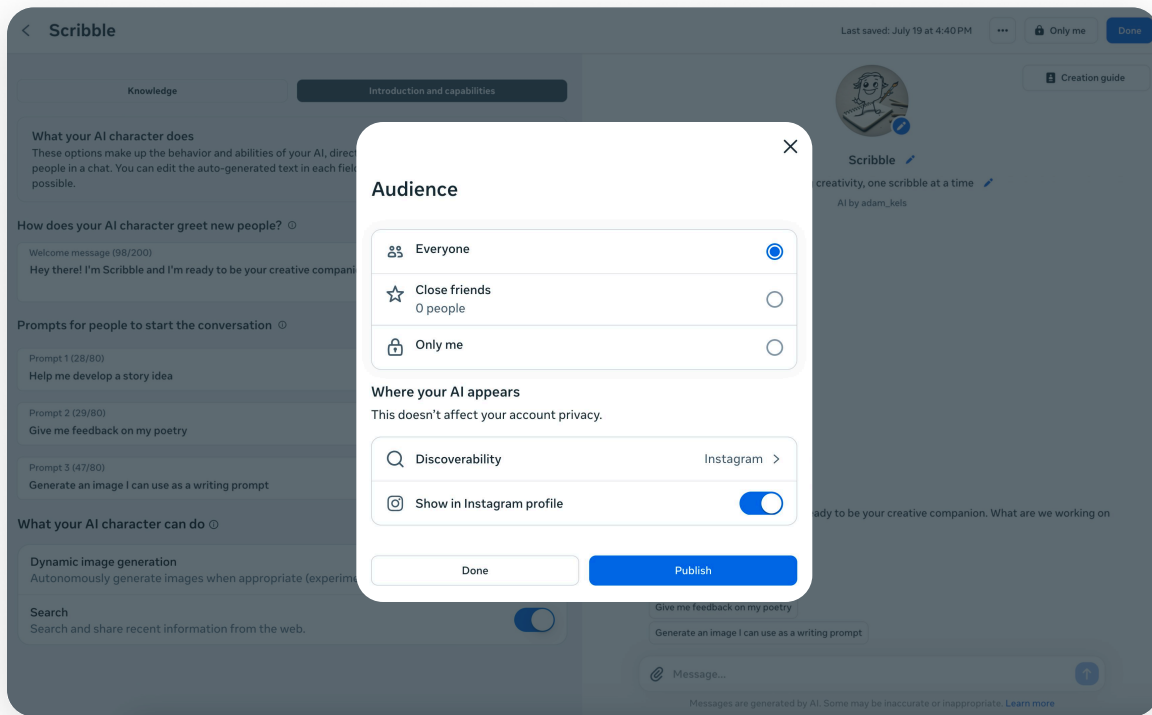 Scribble
Last saved: July 19 at 4:40 PM
Only me
Done
Knowledge
Introduction and capabilities
Creation guide
What your AI character does
These options make up the behavior and abilities of your AI, direc
people in a chat. You can edit the auto-generated text in each fiel
possible.
How does your AI character greet new people?
Welcome message (98/200)
Hey there! I'm Scribble and I'm ready to be your creative compani
Prompts for people to start the conversation
Prompt 1 (28/80)
Help me develop a story idea
Prompt 2 (29/80)
Give me feedback on my poetry
Prompt 3 (47/80)
Generate an image I can use as a writing prompt
What your AI character can do
Dynamic image generation
Autonomously generate images when appropriate (experim
Search
Search and share recent information from the web.
Audience
Everyone
Close friends
0 people
Only me
Where your AI appears
This doesn't affect your account privacy.
Discoverability
Instagram
Show in Instagram profile
Done
Publish
Scribble
creativity, one scribble at a time
AI by adam_kels
ady to be your creative companion. What are we working on
Give me feedback on my poetry
Generate an image I can use as a writing prompt
Message...
Messages are generated by AI. Some may be inaccurate or inappropriate. Learn more